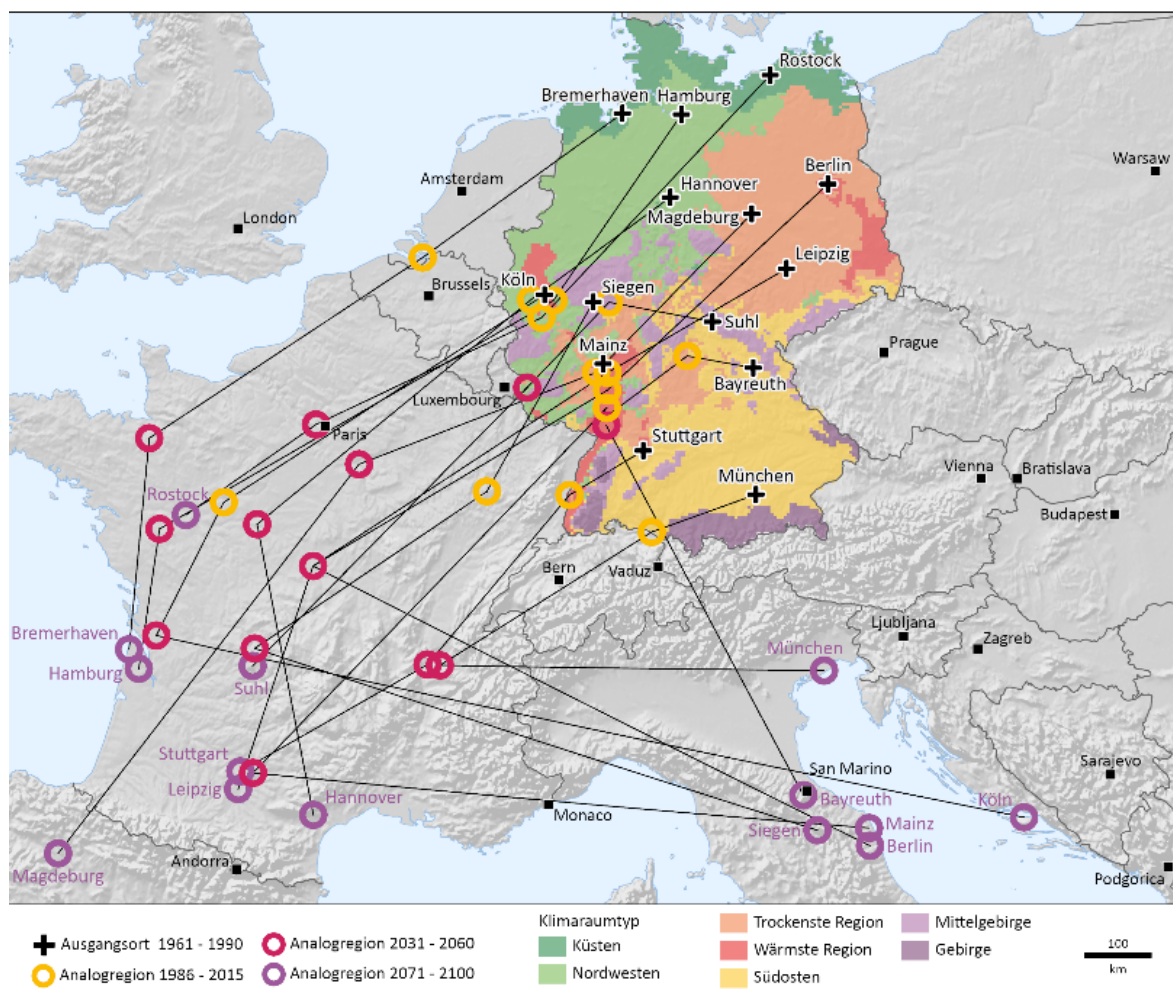 Rostock
Bremerhaven
Hamburg
Warsaw
Berlin
Amsterdam
Hannover
Magdeburg
London
Leipzig
Köln
Siegen
Brussels
Suhl
Mainz
Prague
Luxembourg
Bayreuth
Paris
Stuttgart
München
Vienna
Bratislava
Rostock
Budapest
Bern
Vaduz
Ljubljana
Zagreb
Bremerhaven
München
Hamburg
Suhl
Stuttgart
San Marino
Sarajevo
Leipzig
Hannover
Bayreuth
Köln
Monaco
Siegen
Mainz
Berlin
Andorra
Magdeburg
Podgorica
Klimaraumtyp
Ausgangsort 1961 - 1990
Analogregion 2031 - 2060
Küsten
Trockenste Region
Mittelgebirge
Analogregion 1986 - 2015
Analogregion 2071 - 2100
Nordwesten
Wärmste Region
Gebirge
Südosten
100
km